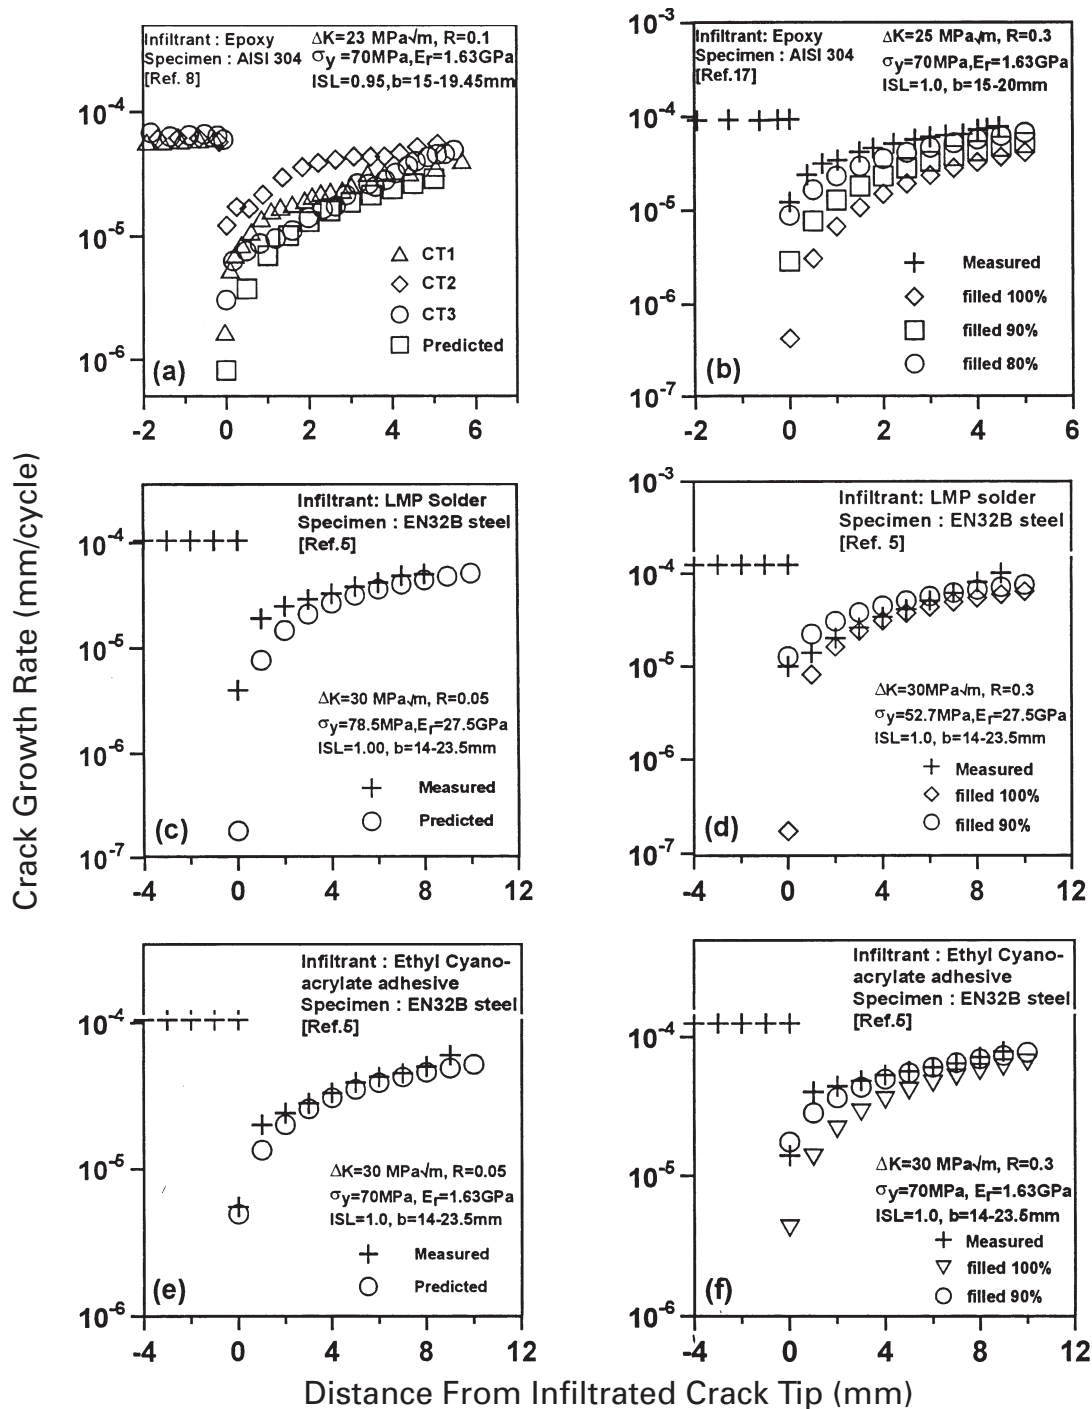 Crack Growth Rate (mm/cycle)
Infiltrant : Epoxy
Specimen : AISI 304
[Ref. 8]
ΔK=23 MPa√m, R=0.1
σy =70MPa,Er=1.63GPa
ISL=0.95,b=15-19.45mm
10-4
10-5
10-6
CT1
CT2
CT3
Predicted
(a)
-2 0 2 4 6
Infiltrant : Epoxy
Specimen : AISI 304
[Ref.17]
ΔK=25 MPa√m, R=0.3
σy=70MPa,Er=1.63GPa
ISL=1.0, b=15-20mm
10-3
10-4
10-5
10-6
10-7
Measured
filled 100%
filled 90%
filled 80%
(b)
-2 0 2 4 6
Infiltrant: LMP Solder
Specimen : EN32B steel
[Ref.5]
10-4
10-5
10-6
10-7
ΔK=30 MPa√m, R=0.05
σy=78.5MPa,Er=27.5GPa
ISL=1.00, b=14-23.5mm
Measured
Predicted
(c)
-4 0 4 8 12
Infiltrant: LMP solder
Specimen : EN32B steel
[Ref. 5]
10-3
10-4
10-5
10-6
10-7
ΔK=30MPa√m, R=0.3
σy=52.7MPa,Er=27.5GPa
ISL=1.0, b=14-23.5mm
Measured
filled 100%
filled 90%
(d)
-4 0 4 8 12
Infiltrant : Ethyl Cyano-
acrylate adhesive
Specimen : EN32B steel
[Ref.5]
10-4
10-5
10-6
ΔK=30 MPa√m, R=0.05
σy=70MPa, Er=1.63GPa
ISL=1.0, b=14-23.5mm
Measured
Predicted
(e)
-4 0 4 8 12
Infiltrant : Ethyl Cyano-
acrylate adhesive
Specimen : EN32B steel
[Ref.5]
10-4
10-5
10-6
ΔK=30 MPa√m, R=0.3
σy=70MPa, Er=1.63GPa
ISL=1.0, b=14-23.5mm
Measured
filled 100%
filled 90%
(f)
-4 0 4 8 12
Distance From Infiltrated Crack Tip (mm)